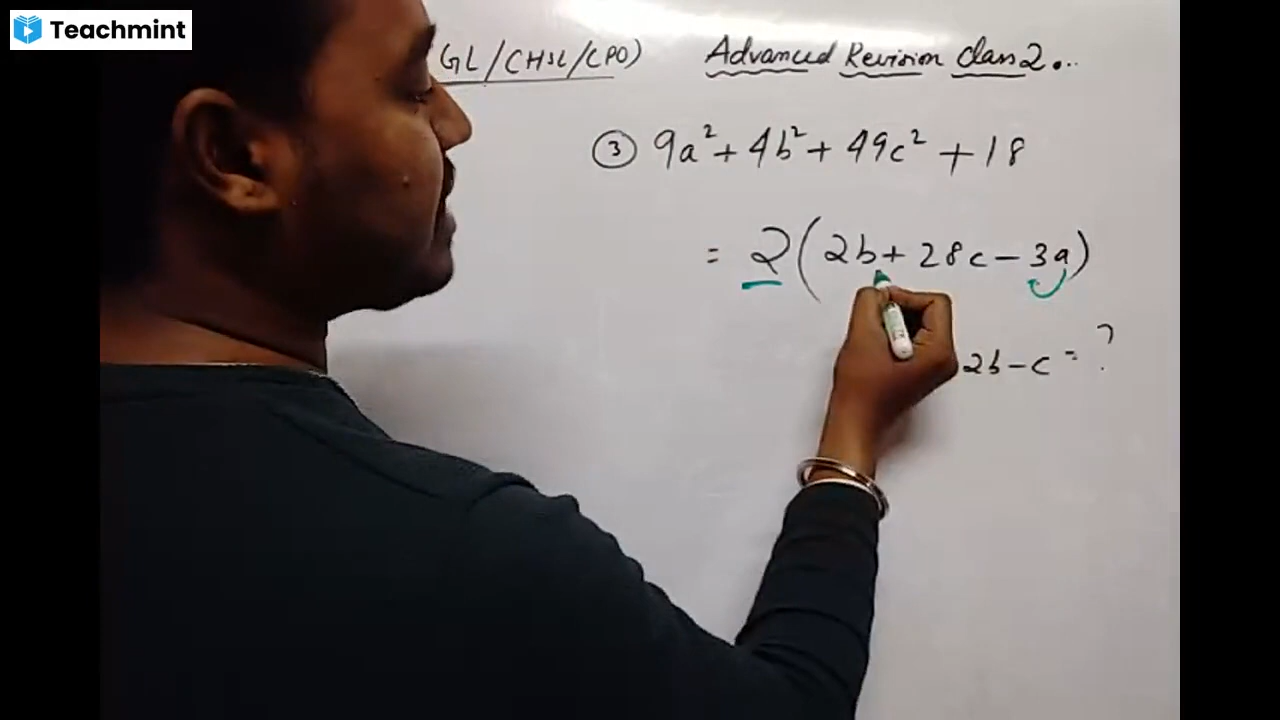 Teachmint
GL/CHSL/CPO) Advanced Revision Class 2...
③ 9a² + 4b² + 49c² + 18
= 2(2b + 28c - 3a)
2b - c = ?